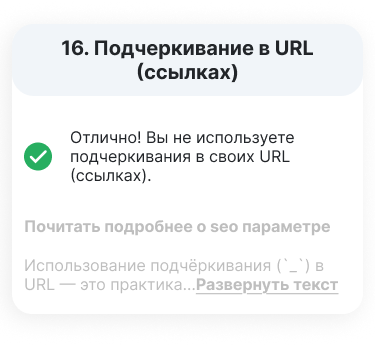 16. Подчеркивание в URL
(ссылках)
Отлично! Вы не используете
подчеркивания в своих URL
(ссылках).
Почитать подробнее о seo параметре
Использование подчёркивания (`_`) в
URL — это практика...Развернуть текст